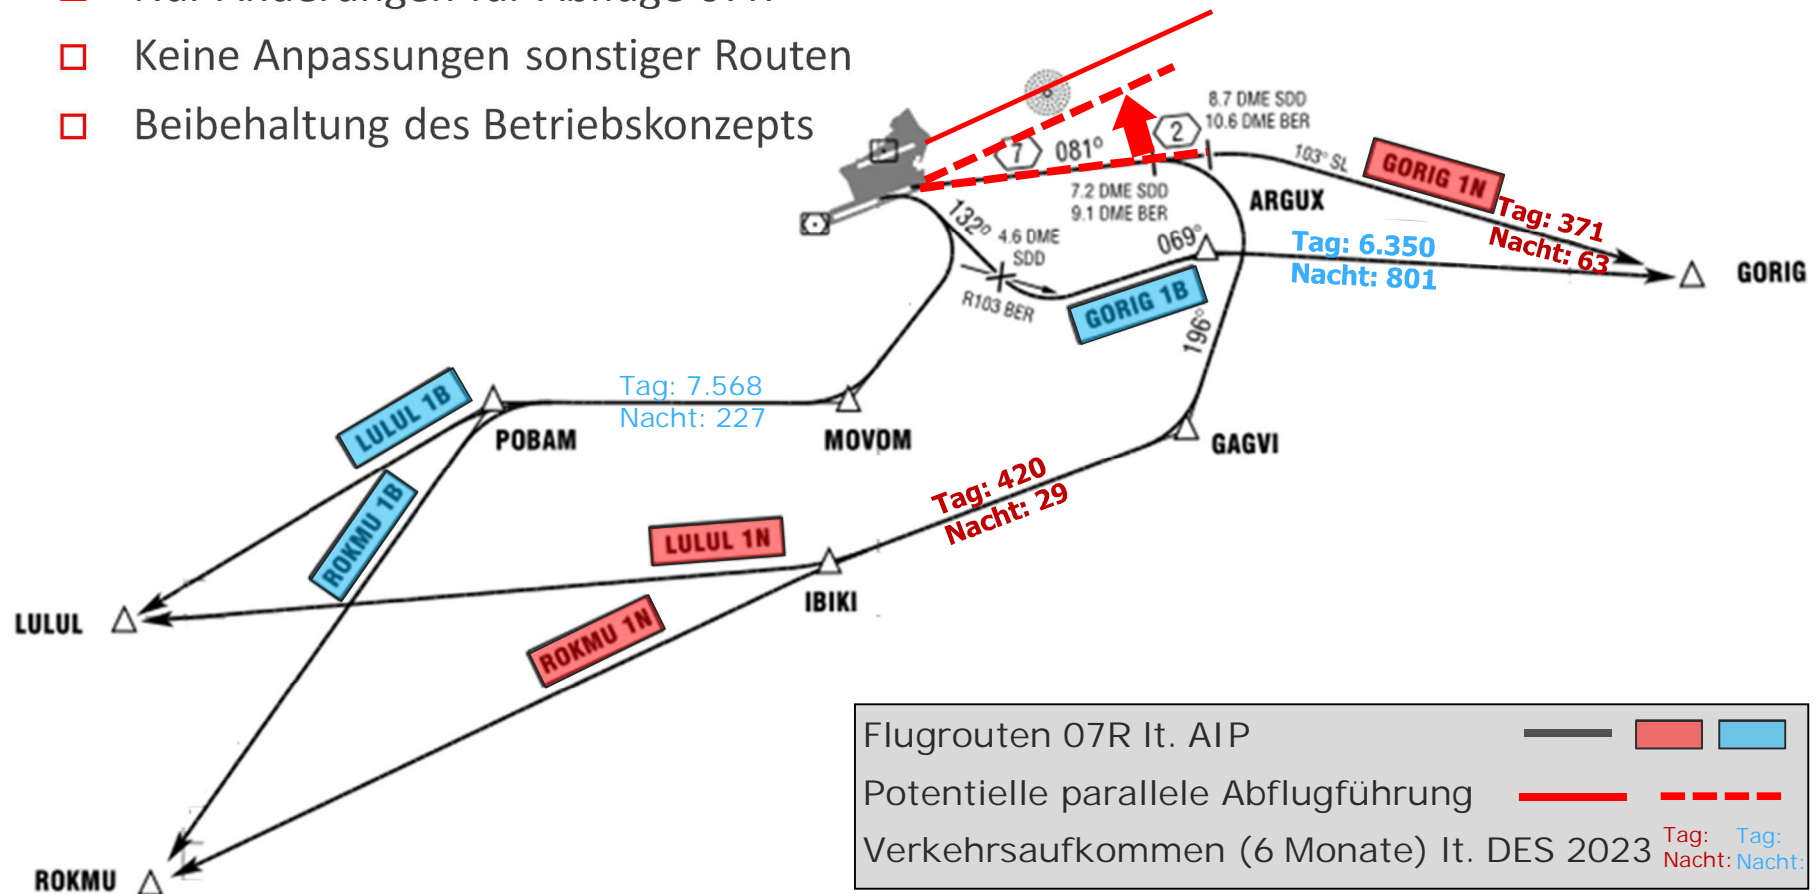 Keine Anpassungen sonstiger Routen
Beibehaltung des Betriebskonzepts
8.7 DME SDD
10.6 DME BER
2
7
081°
103° SL
GORIG 1N
7.2 DME SDD
9.1 DME BER
ARGUX
Tag: 371
Nacht: 63
132°
4.6 DME
SDD
069°
Tag: 6.350
Nacht: 801
GORIG
R103 BER
GORIG 1B
196°
LULUL 1B
Tag: 7.568
Nacht: 227
POBAM
MOVOM
GAGVI
ROKMU 1B
Tag: 420
Nacht: 29
LULUL 1N
IBIKI
LULUL
ROKMU 1N
ROKMU
Flugrouten 07R lt. AIP
Potentielle parallele Abflugführung
Verkehrsaufkommen (6 Monate) lt. DES 2023
Tag:
Nacht:
Tag:
Nacht: